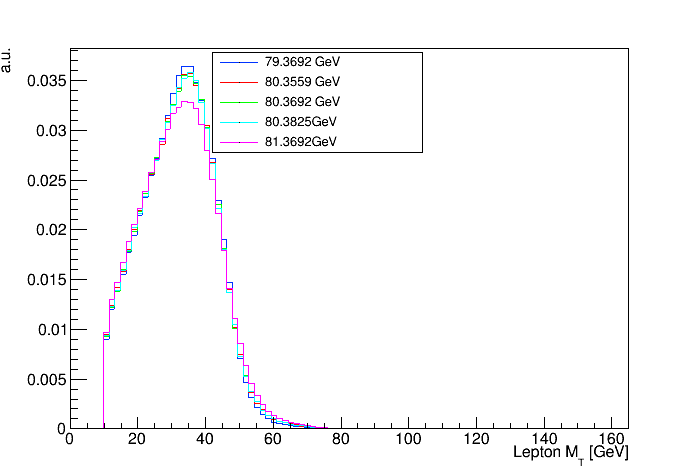 a.u.
0.035
0.03
0.025
0.02
0.015
0.01
0.005
0
79.3692 GeV
80.3559 GeV
80.3692 GeV
80.3825GeV
81.3692GeV
0 20 40 60 80 100 120 140 160
Lepton M_T [GeV]